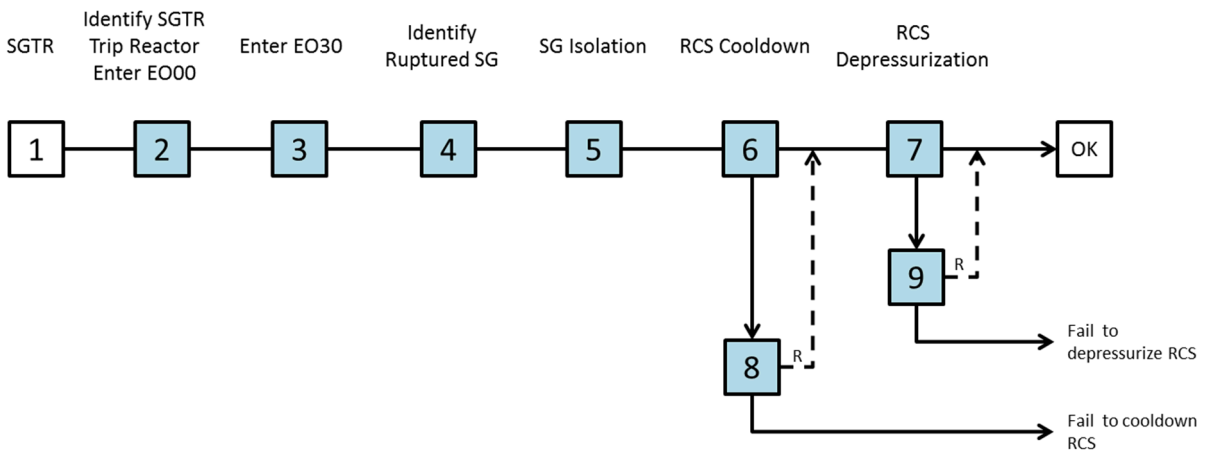 SGTR
Identify SGTR
Trip Reactor
Enter EO00
Enter EO30
Identify
Ruptured SG
SG Isolation
RCS Cooldown
RCS
Depressurization
1
2
3
4
5
6
7
OK
9
R
Fail to
depressurize RCS
8
R
Fail to cooldown
RCS